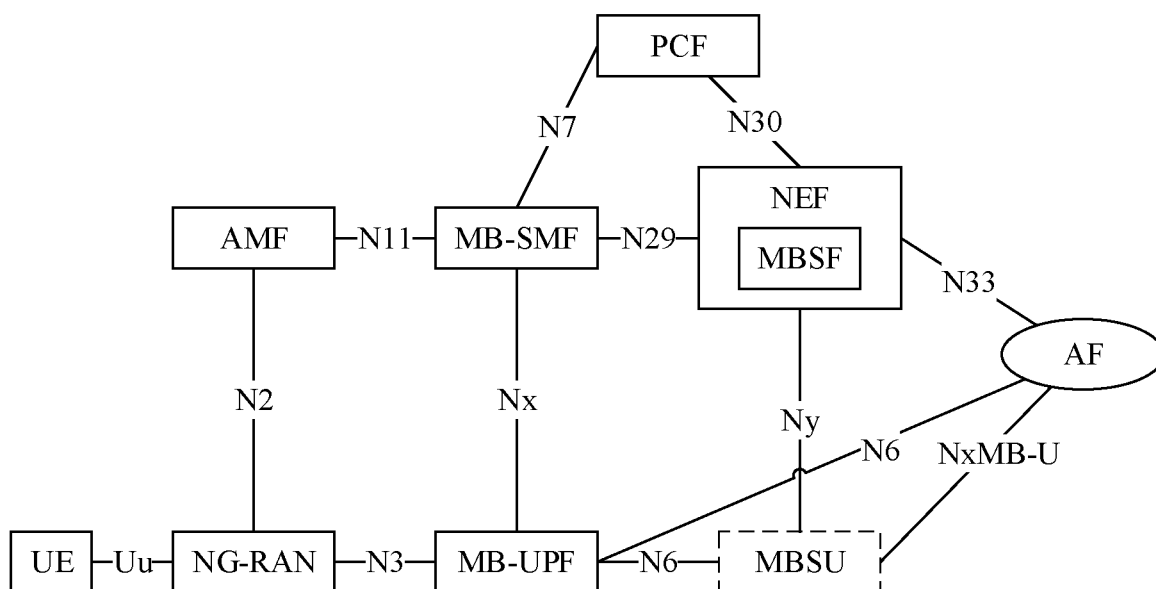 PCF
N7
N30
NEF
AMF
N11
MB-SMF
N29
MBSF
N33
AF
N2
Nx
Ny
N6
NxMB-U
UE
Uu
NG-RAN
N3
MB-UPF
N6
MBSU